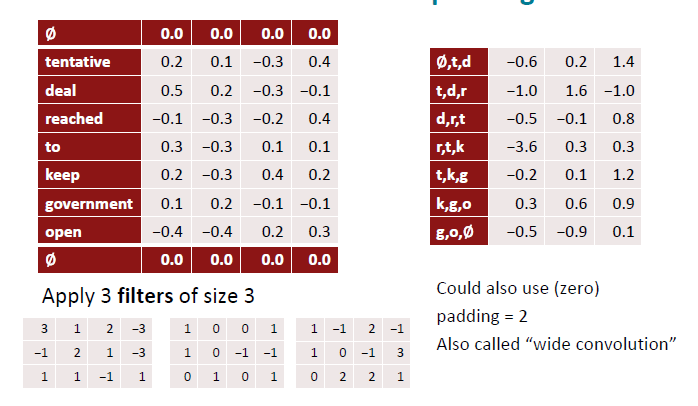 Ø 0.0 0.0 0.0 0.0
tentative 0.2 0.1 −0.3 0.4
deal 0.5 0.2 −0.3 −0.1
reached −0.1 −0.3 −0.2 0.4
to 0.3 −0.3 0.1 0.1
keep 0.2 −0.3 0.4 0.2
government 0.1 0.2 −0.1 −0.1
open −0.4 −0.4 0.2 0.3
Ø 0.0 0.0 0.0 0.0
Apply 3 filters of size 3
3 1 2 −3
−1 2 1 −3
1 1 −1 1
1 0 0 1
1 0 −1 −1
0 1 0 1
1 −1 2 −1
1 0 −1 3
0 2 2 1
Ø,t,d −0.6 0.2 1.4
t,d,r −1.0 1.6 −1.0
d,r,t −0.5 −0.1 0.8
r,t,k −3.6 0.3 0.3
t,k,g −0.2 0.1 1.2
k,g,o 0.3 0.6 0.9
g,o,Ø −0.5 −0.9 0.1
Could also use (zero)
padding = 2
Also called “wide convolution”